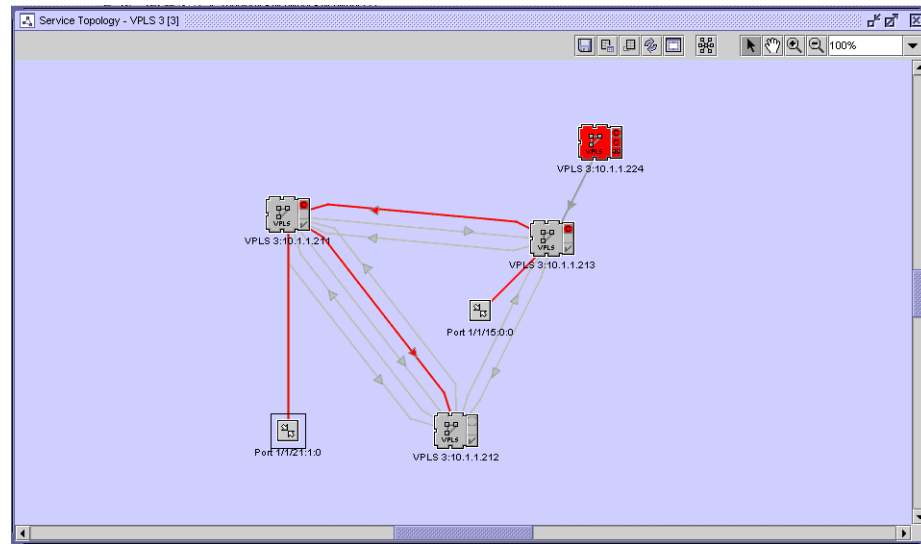 Service Topology - VPLS 3 [3]
100%
VPLS
VPLS 3:10.1.1.224
VPLS
VPLS 3:10.1.1.211
VPLS
VPLS 3:10.1.1.213
Port 1/1/15:0:0
Port 1/1/21:1:0
VPLS
VPLS 3:10.1.1.212